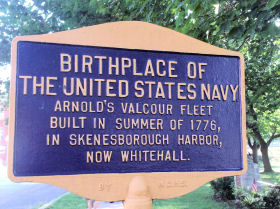 BIRTHPLACE OF
THE UNITED STATES NAVY
ARNOLD'S VALCOUR FLEET
BUILT IN SUMMER OF 1776,
IN SKENESBOROUGH HARBOR,
NOW WHITEHALL.